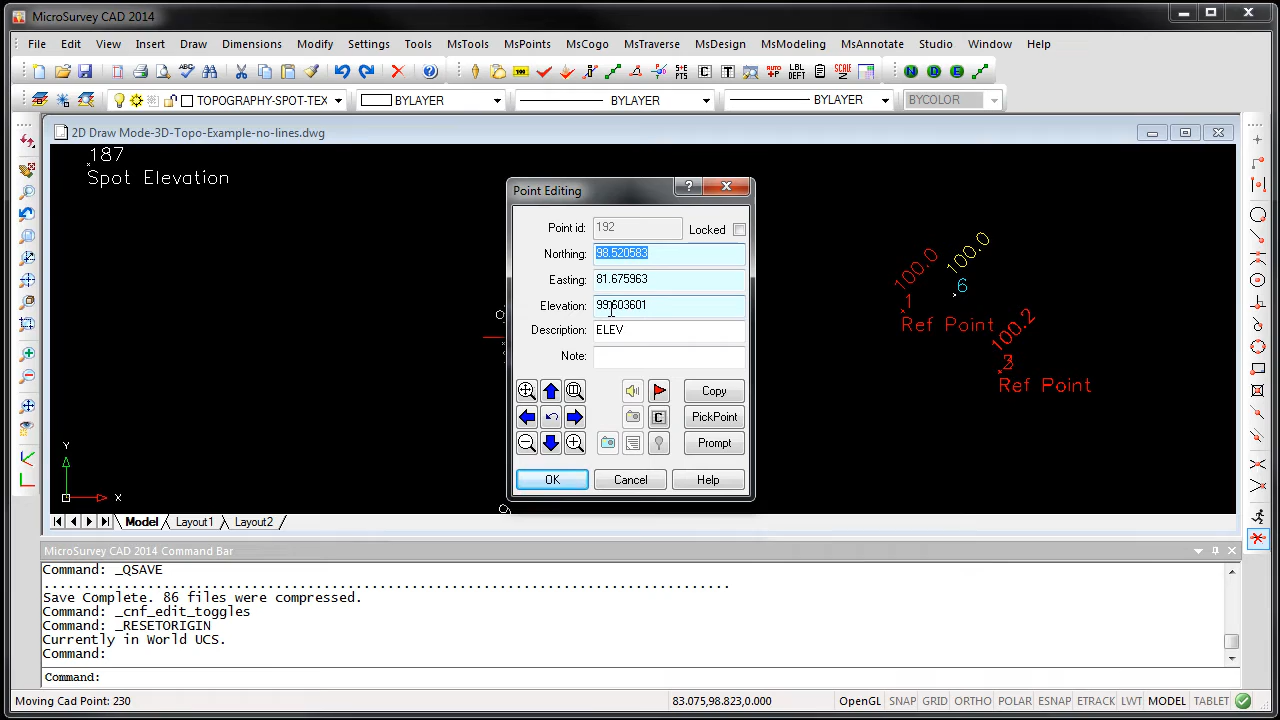 MicroSurvey CAD 2014
File Edit View Insert Draw Dimensions Modify Settings Tools MsTools MsPoints MsCogo MsTraverse MsDesign MsModeling MsAnnotate Studio Window Help
TOPOGRAPHY-SPOT-TEX BYLAYER BYLAYER BYLAYER BYCOLOR
2D Draw Mode-3D-Topo-Example-no-lines.dwg
187
Spot Elevation
Point Editing
Point id: 192 Locked
Northing: 98.520583
Easting: 81.675963
Elevation: 99.603601
Description: ELEV
Note:
Copy
PickPoint
Prompt
OK Cancel Help
100.0
1
Ref Point
100.0
6
100.2
Ref Point
Y
X
Model Layout1 Layout2
MicroSurvey CAD 2014 Command Bar
Command: _QSAVE
Save Complete. 86 files were compressed.
Command: _cnf_edit_toggles
Command: _RESETORIGIN
Currently in World UCS.
Command:
Command:
Moving Cad Point: 230 83.075,98.823,0.000 OpenGL SNAP GRID ORTHO POLAR ESNAP ETRACK LWT MODEL TABLET